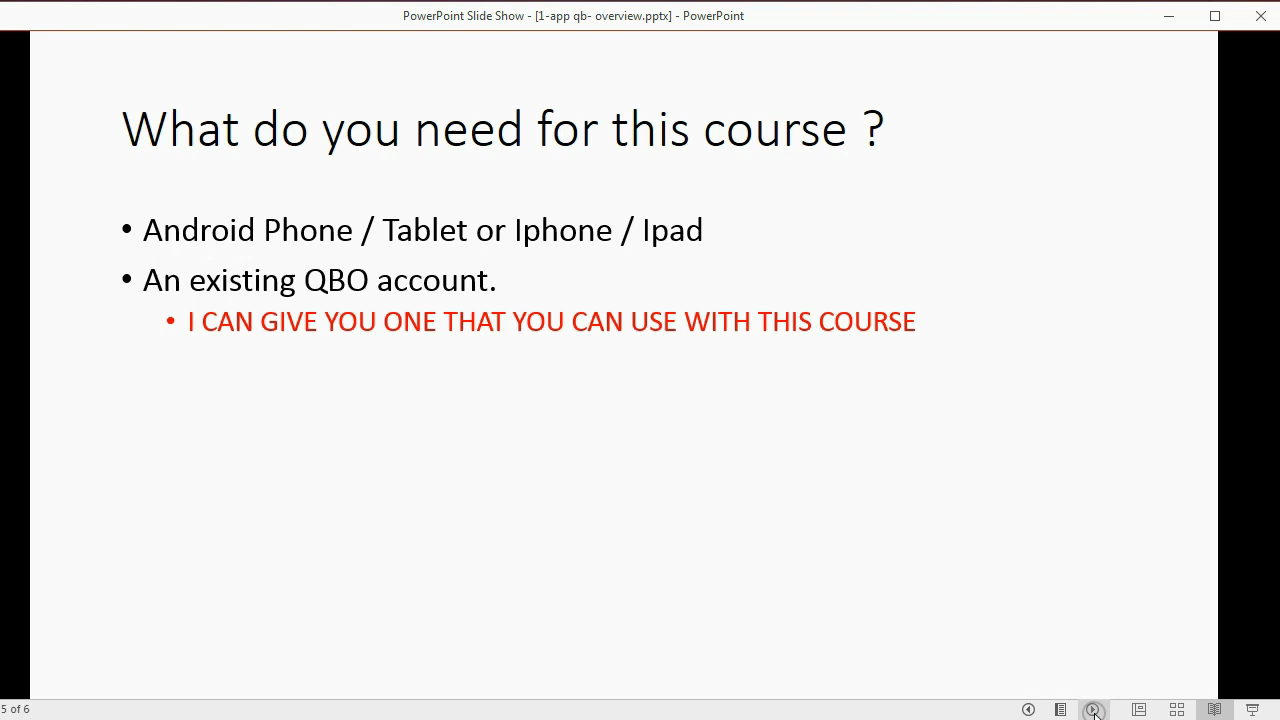 PowerPoint Slide Show - [1-app qb- overview.pptx] - PowerPoint
What do you need for this course ?
• Android Phone / Tablet or Iphone / Ipad
• An existing QBO account.
• I CAN GIVE YOU ONE THAT YOU CAN USE WITH THIS COURSE
5 of 6